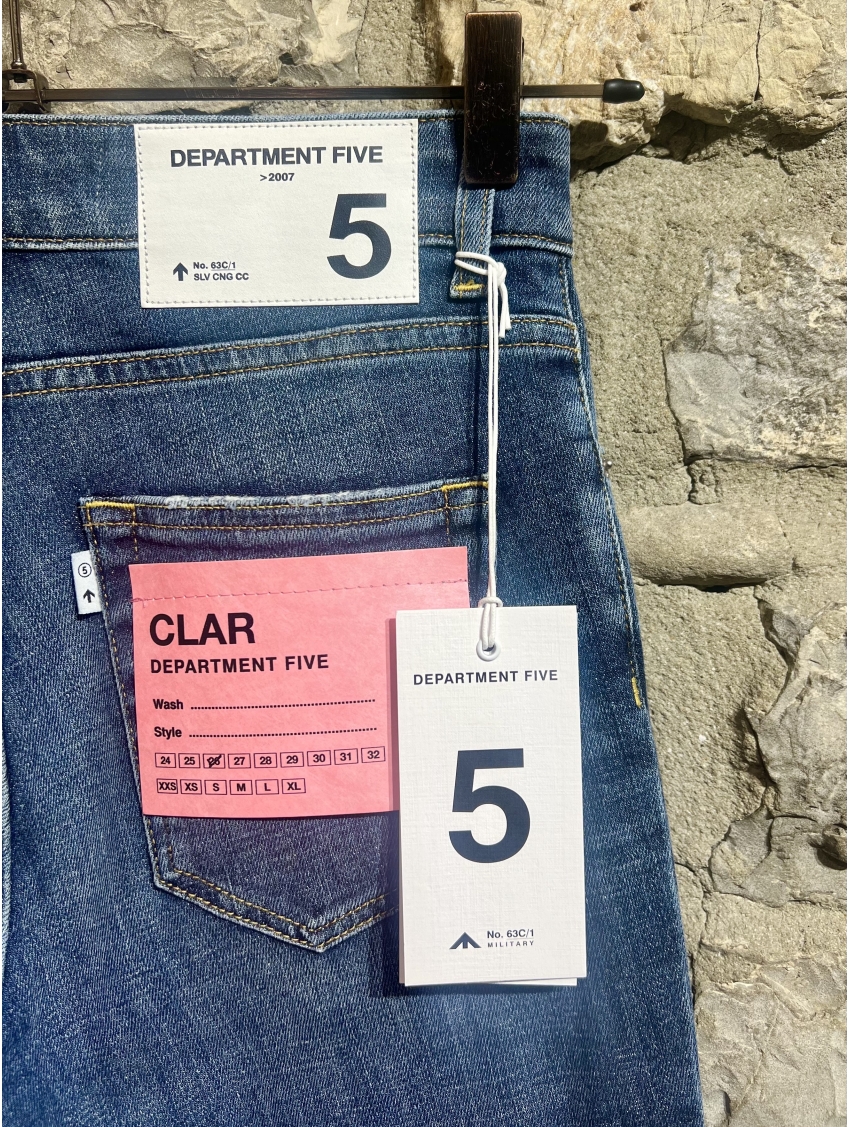 DEPARTMENT FIVE
>2007
5
No. 63C/1
SLV CNG CC
5
CLAR
DEPARTMENT FIVE
Wash
Style
24 25 26 27 28 29 30 31 32
XXS XS S M L XL
DEPARTMENT FIVE
5
No. 63C/1
MILITARY